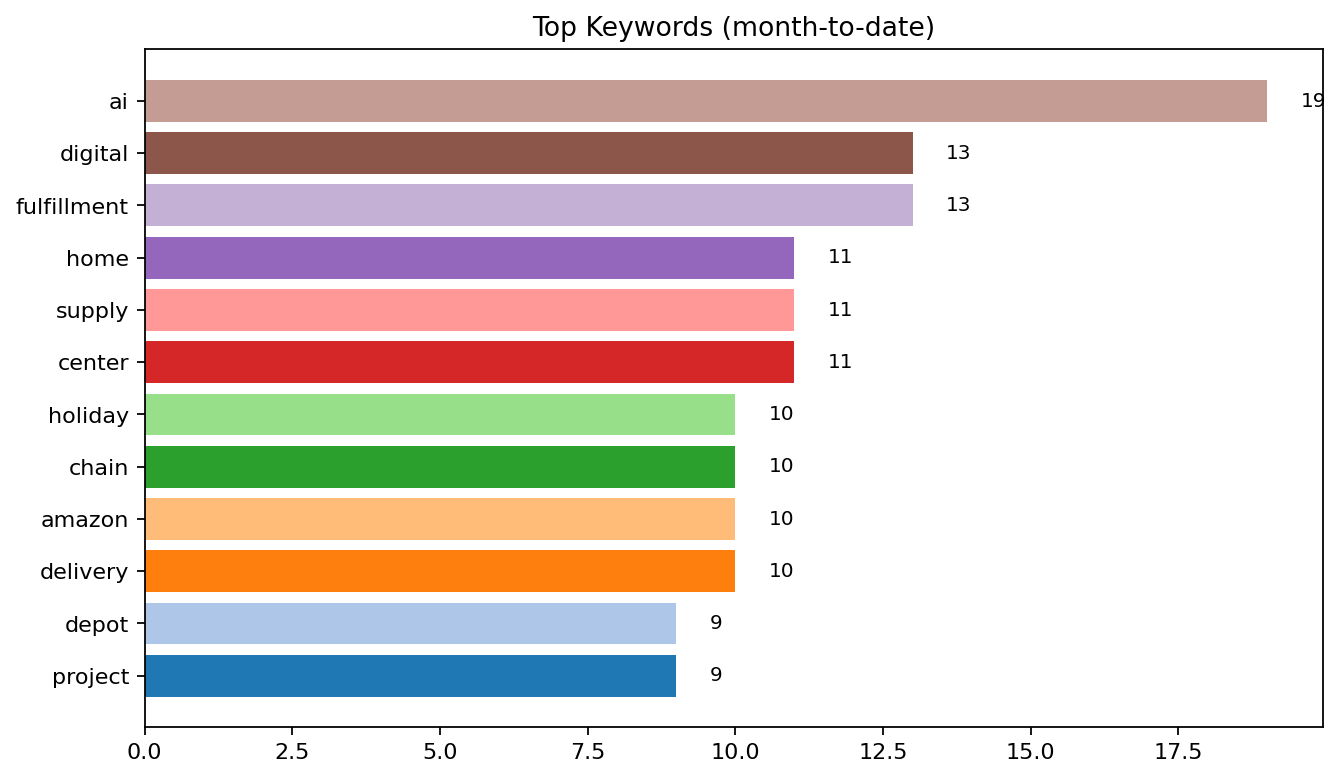 Top Keywords (month-to-date)
ai 19
digital 13
fulfillment 13
home 11
supply 11
center 11
holiday 10
chain 10
amazon 10
delivery 10
depot 9
project 9
0.0 2.5 5.0 7.5 10.0 12.5 15.0 17.5